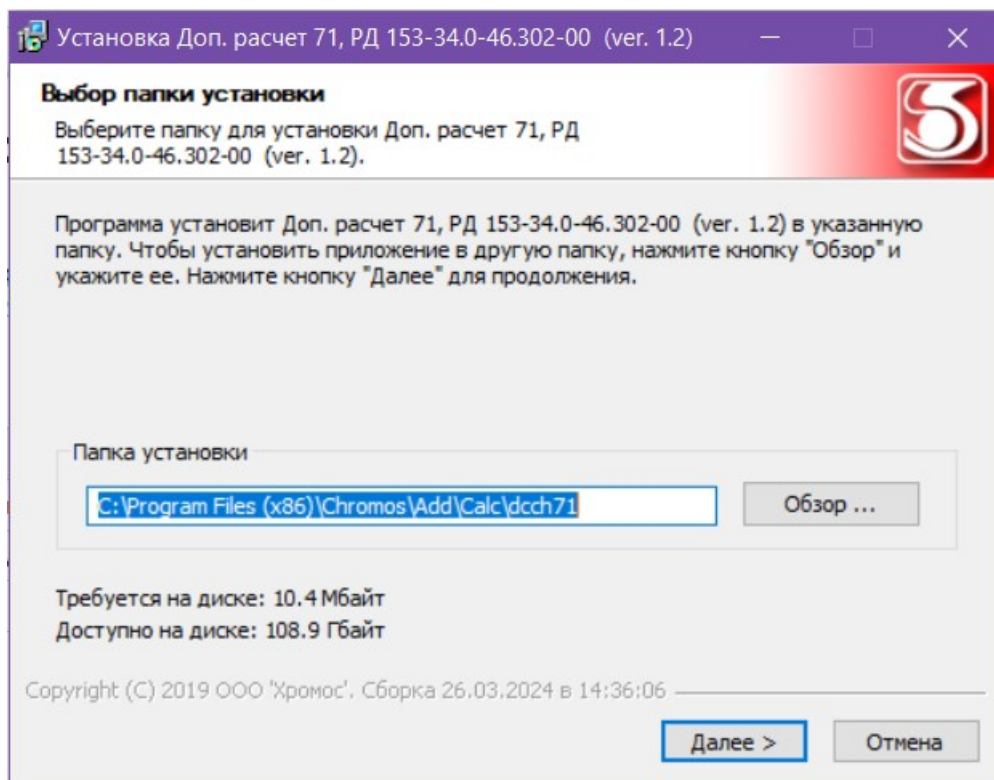 Установка Доп. расчет 71, РД 153-34.0-46.302-00 (ver. 1.2)
Выбор папки установки
Выберите папку для установки Доп. расчет 71, РД
153-34.0-46.302-00 (ver. 1.2).
Программа установит Доп. расчет 71, РД 153-34.0-46.302-00 (ver. 1.2) в указанную
папку. Чтобы установить приложение в другую папку, нажмите кнопку "Обзор" и
укажите ее. Нажмите кнопку "Далее" для продолжения.
Папка установки
C:\Program Files (x86)\Chromos\Add\Calc\dcch71
Обзор ...
Требуется на диске: 10.4 Мбайт
Доступно на диске: 108.9 Гбайт
Copyright (C) 2019 ООО 'Хромос'. Сборка 26.03.2024 в 14:36:06
Далее >
Отмена